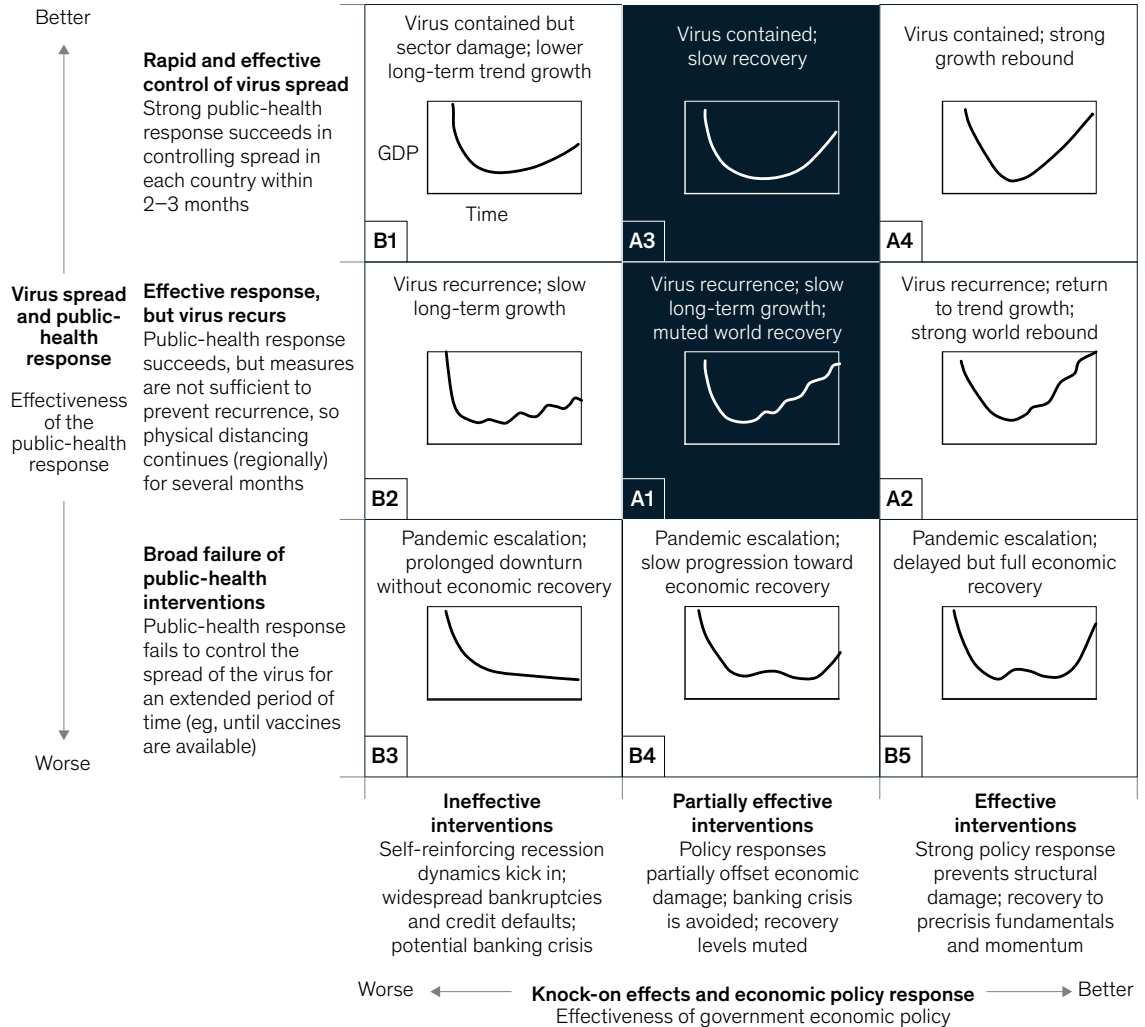 Better
Rapid and effective
control of virus spread
Strong public-health
response succeeds in
controlling spread in
each country within
2–3 months
Virus contained but
sector damage; lower
long-term trend growth
GDP
Time
B1
Virus contained;
slow recovery
A3
Virus contained; strong
growth rebound
A4
Virus spread
and public-
health
response
Effectiveness
of the
public-health
response
Effective response,
but virus recurs
Public-health response
succeeds, but measures
are not sufficient to
prevent recurrence, so
physical distancing
continues (regionally)
for several months
Virus recurrence; slow
long-term growth
B2
Virus recurrence; slow
long-term growth;
muted world recovery
A1
Virus recurrence; return
to trend growth;
strong world rebound
A2
Broad failure of
public-health
interventions
Public-health response
fails to control the
spread of the virus for
an extended period of
time (eg, until vaccines
are available)
Worse
Pandemic escalation;
prolonged downturn
without economic recovery
B3
Pandemic escalation;
slow progression toward
economic recovery
B4
Pandemic escalation;
delayed but full economic
recovery
B5
Ineffective
interventions
Self-reinforcing recession
dynamics kick in;
widespread bankruptcies
and credit defaults;
potential banking crisis
Partially effective
interventions
Policy responses
partially offset economic
damage; banking crisis
is avoided; recovery
levels muted
Effective
interventions
Strong policy response
prevents structural
damage; recovery to
precrisis fundamentals
and momentum
Worse
Knock-on effects and economic policy response
Better
Effectiveness of government economic policy